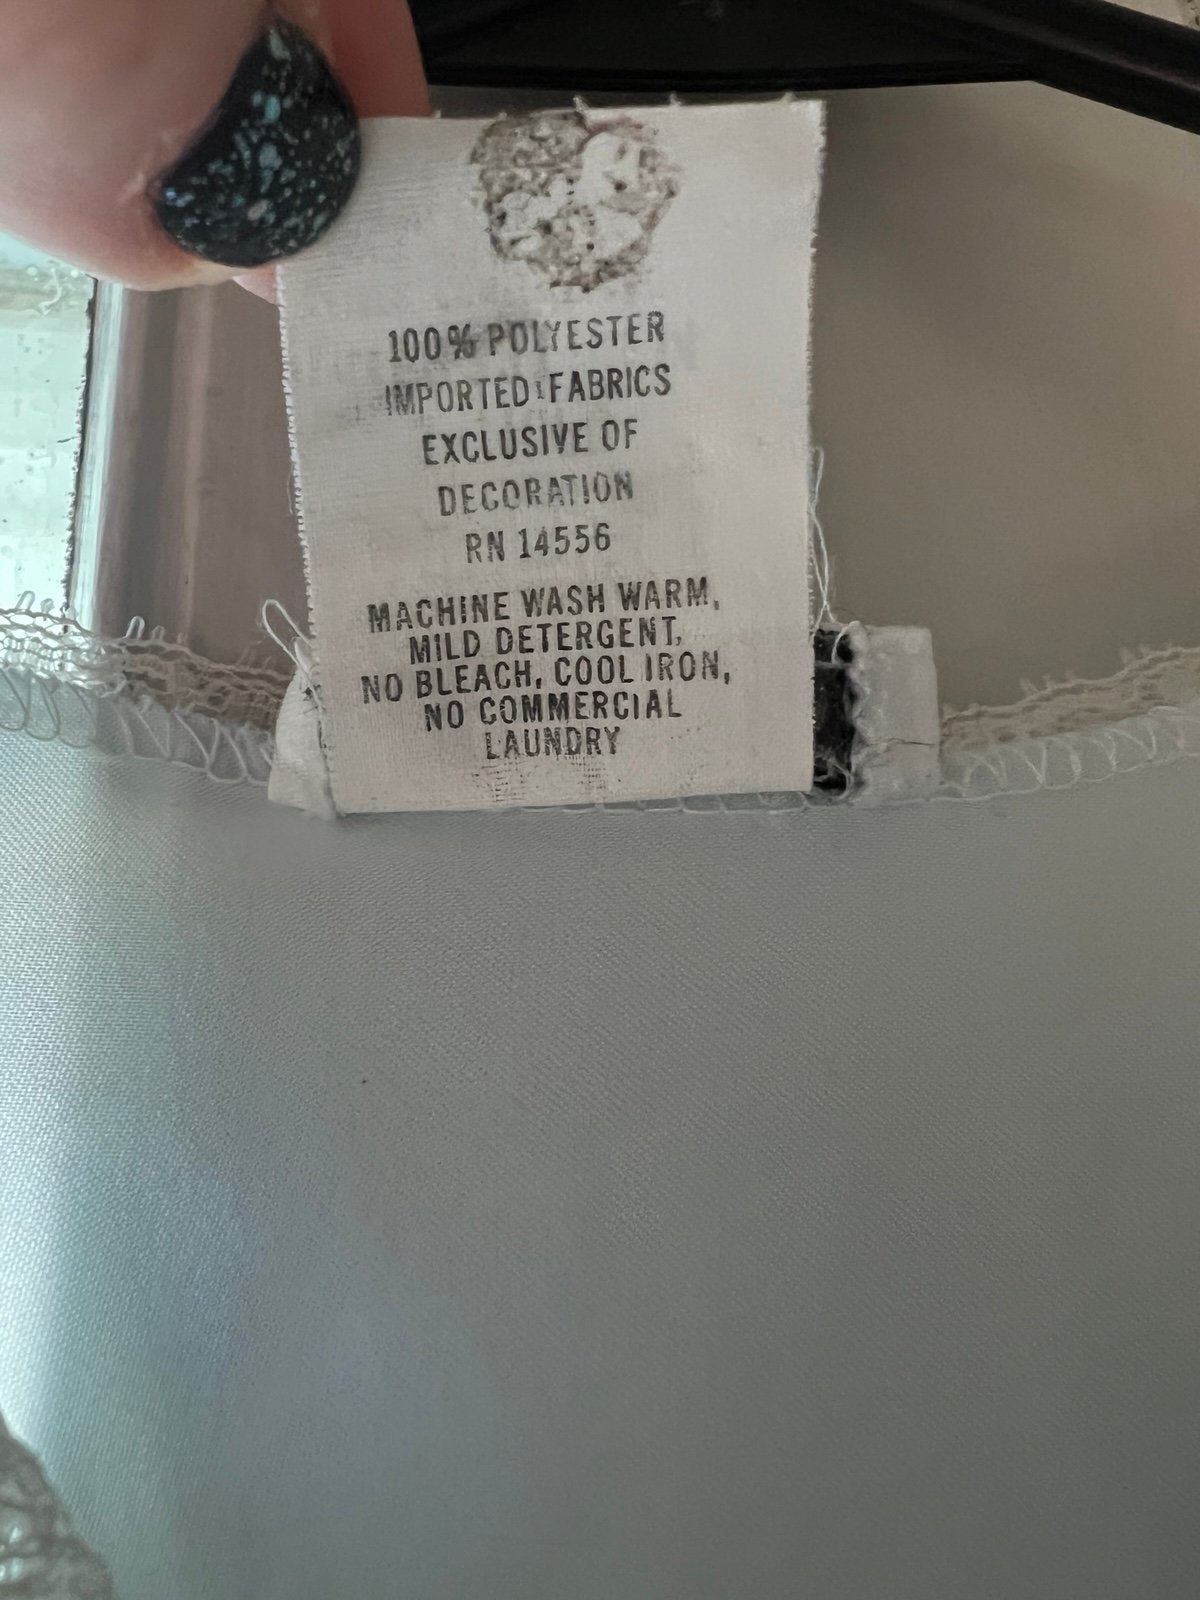 100% POLYESTER
IMPORTED FABRICS
EXCLUSIVE OF
DECORATION
RN 14556
MACHINE WASH WARM,
MILD DETERGENT,
NO BLEACH, COOL IRON,
NO COMMERCIAL
LAUNDRY